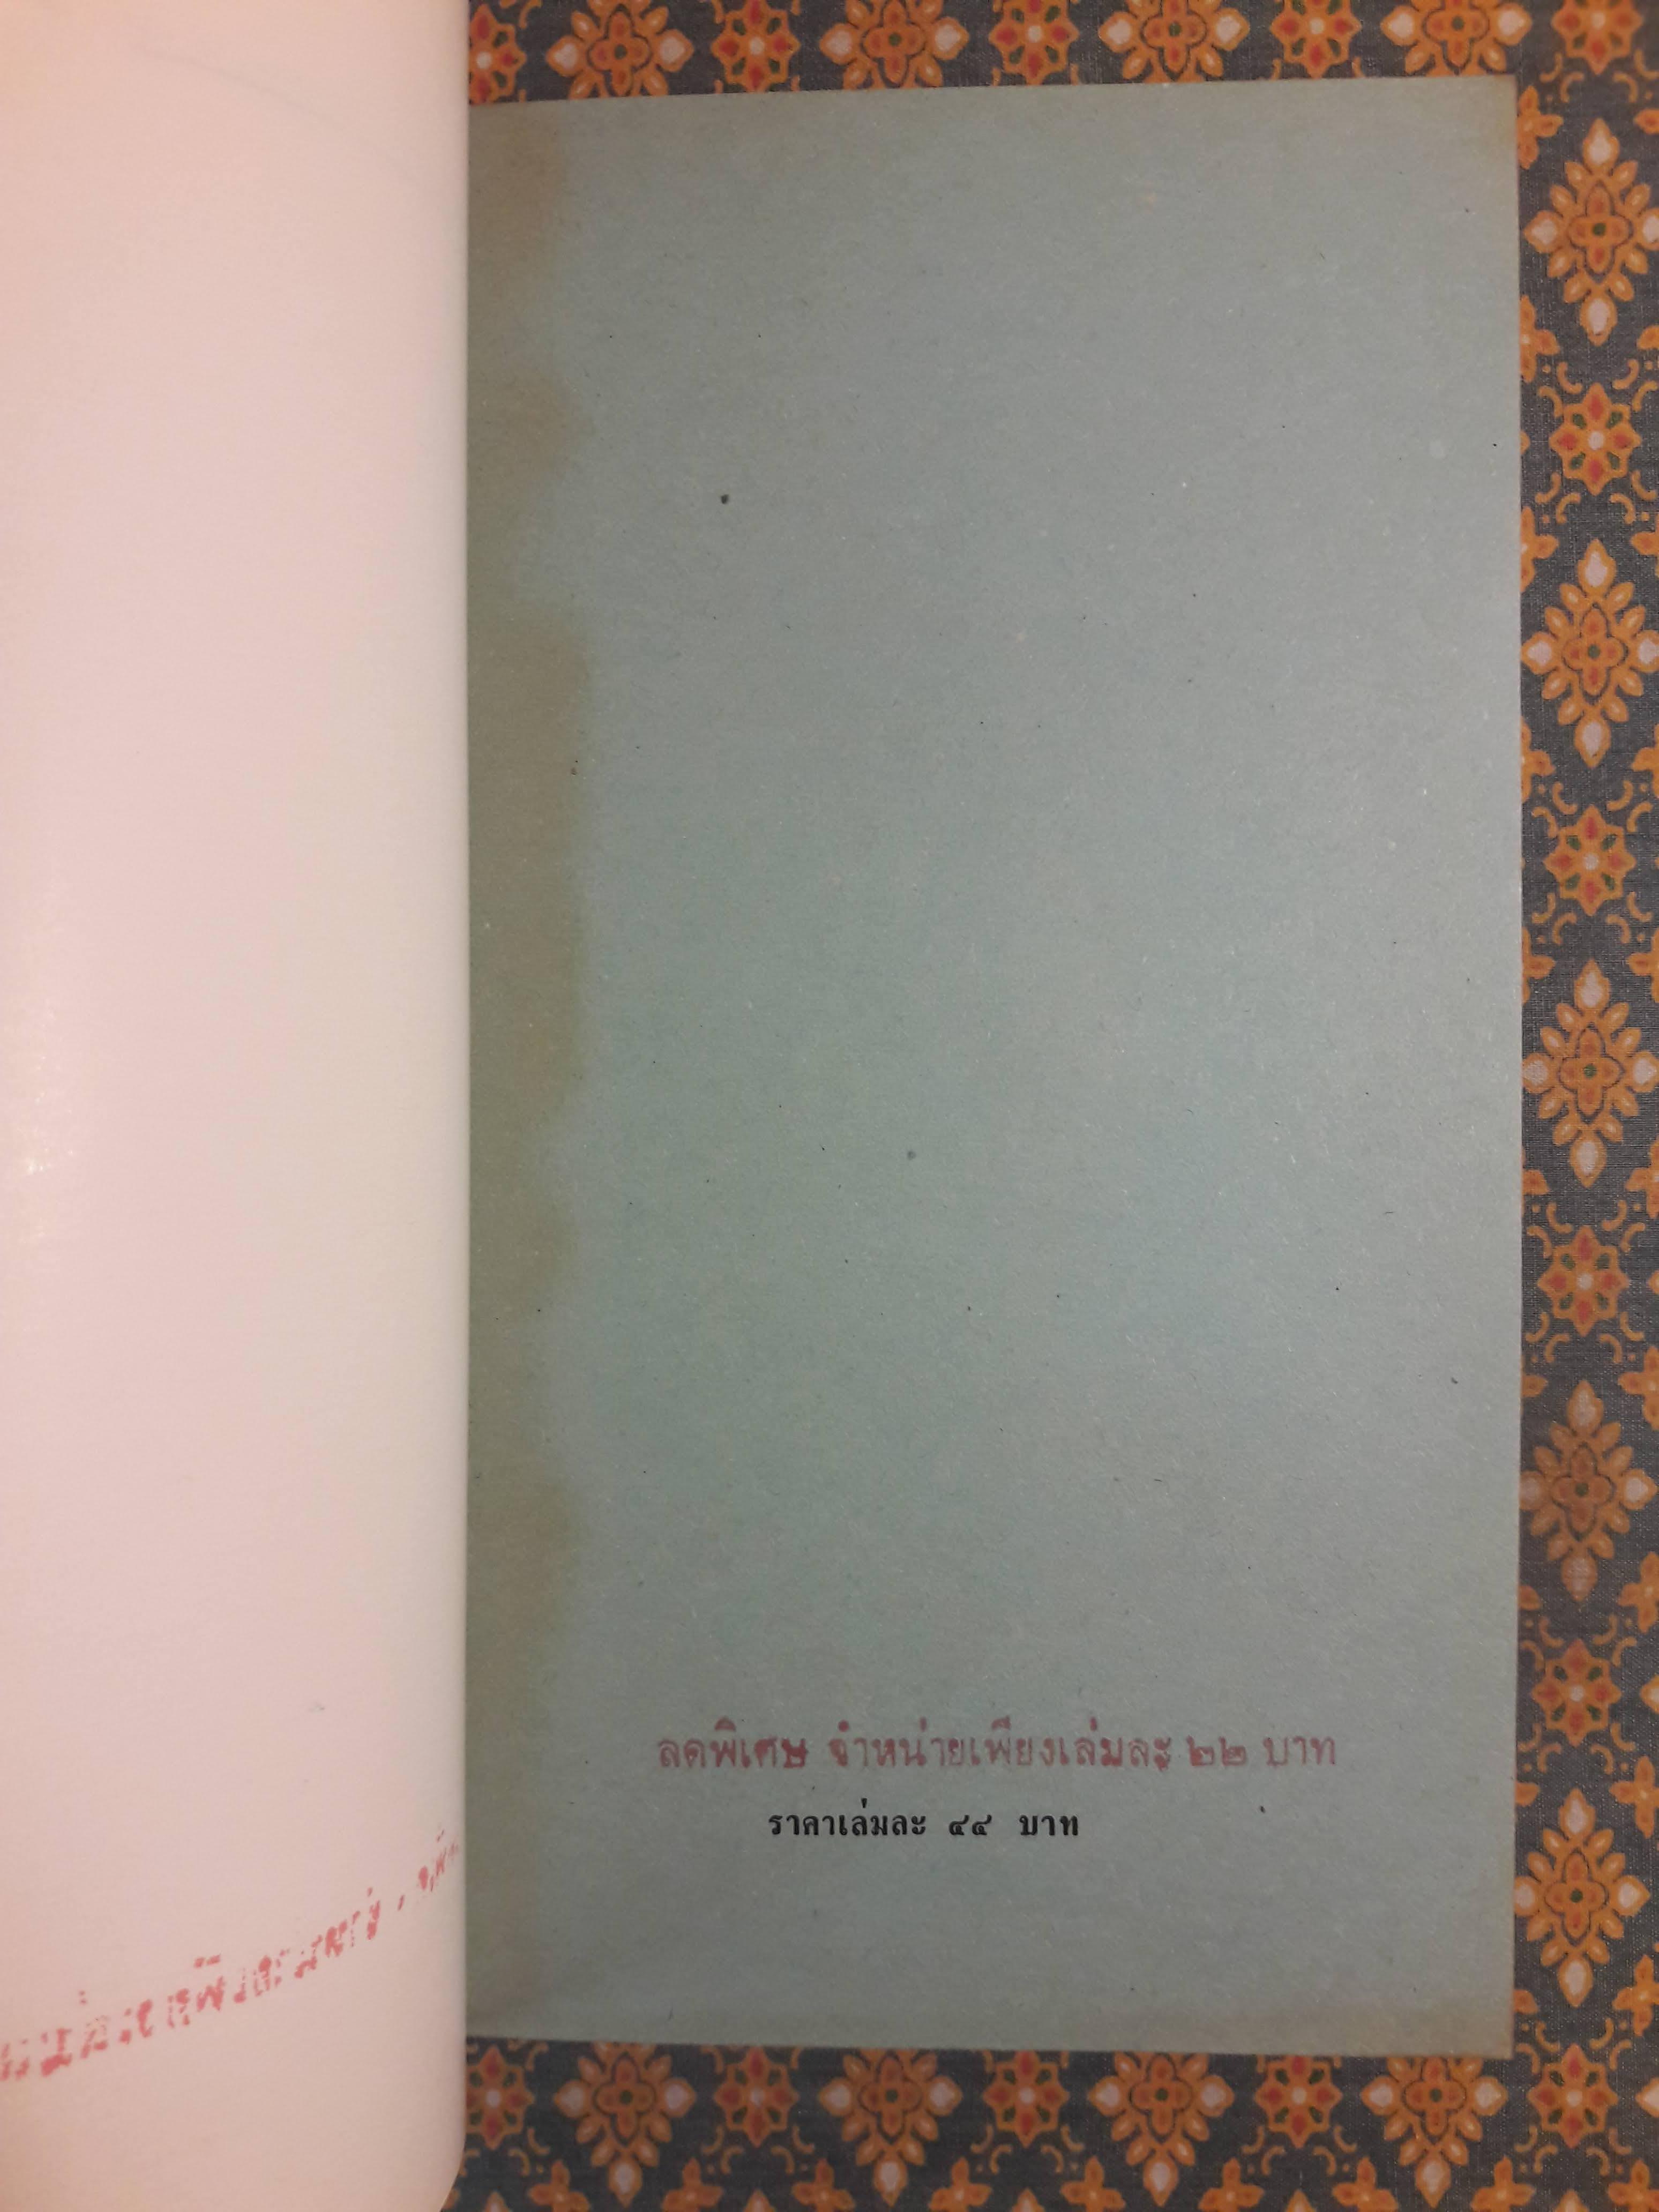 ลดพิเศษ จำหน่ายเพียงเล่มละ ๒๒ บาท
ราคาเล่มละ ๔๔ บาท